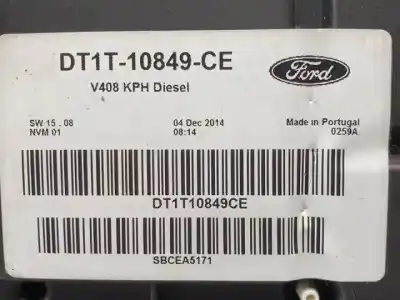 DT1T-10849-CE
Ford
V408 KPH Diesel
SW 15 . 08
04 Dec 2014
Made in Portugal
NVM 01
08:14
0259A
DT1T10849CE
SBCEA5171